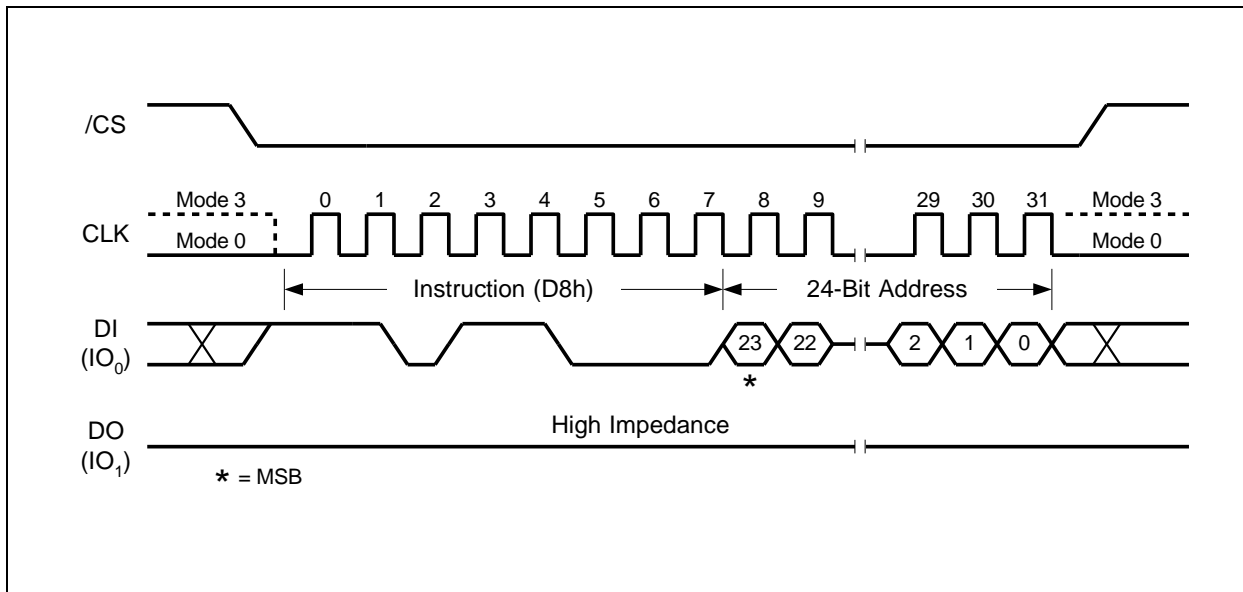 /CS
Mode 3 0 1 2 3 4 5 6 7 8 9 29 30 31 Mode 3
CLK
Mode 0 Mode 0
Instruction (D8h) 24-Bit Address
DI
(IO0) 23 22 2 1 0
*
High Impedance
DO
(IO1)
* = MSB